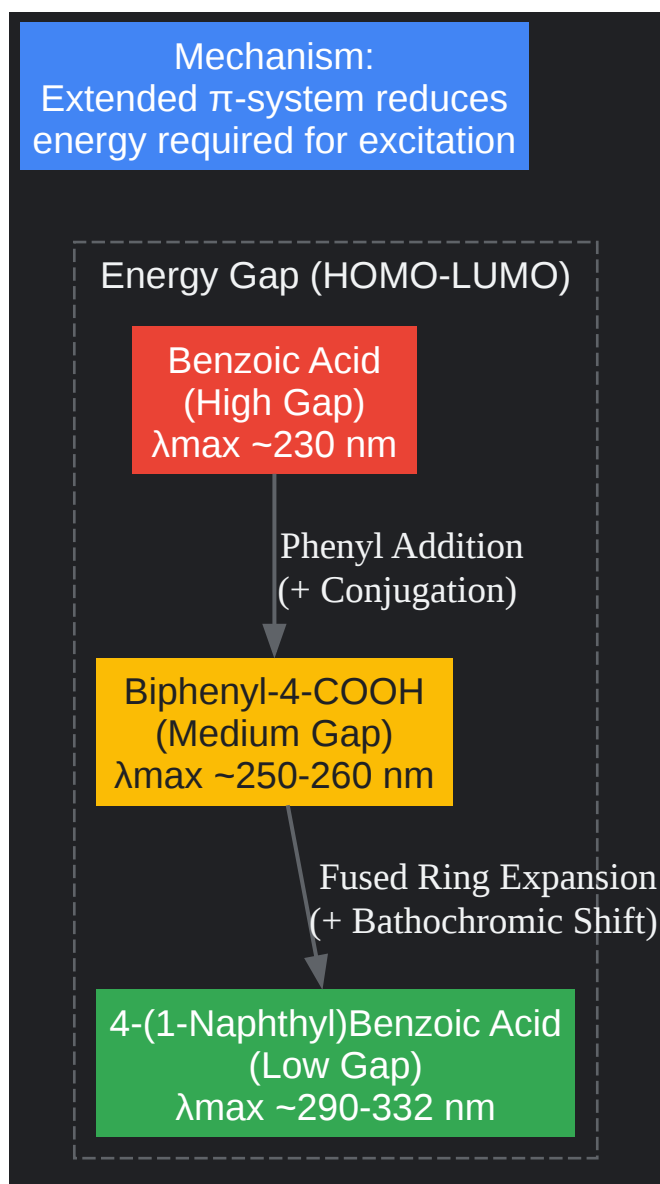 Mechanism:
Extended π-system reduces
energy required for excitation
Energy Gap (HOMO-LUMO)
Benzoic Acid
(High Gap)
λmax ~230 nm
Phenyl Addition
(+ Conjugation)
Biphenyl-4-COOH
(Medium Gap)
λmax ~250-260 nm
Fused Ring Expansion
(+ Bathochromic Shift)
4-(1-Naphthyl)Benzoic Acid
(Low Gap)
λmax ~290-332 nm